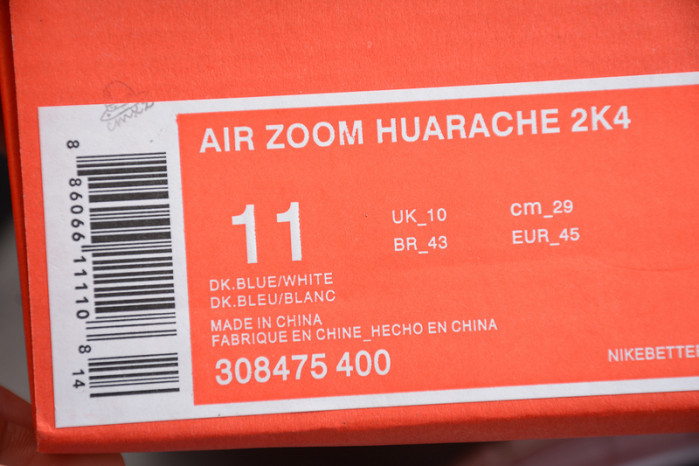 AIR ZOOM HUARACHE 2K4
11
UK_10 cm_29
BR_43 EUR_45
DK.BLUE/WHITE
DK.BLEU/BLANC
MADE IN CHINA
FABRIQUE EN CHINE_HECHO EN CHINA
308475 400
NIKEBETTER
8 86066 11110 8 14